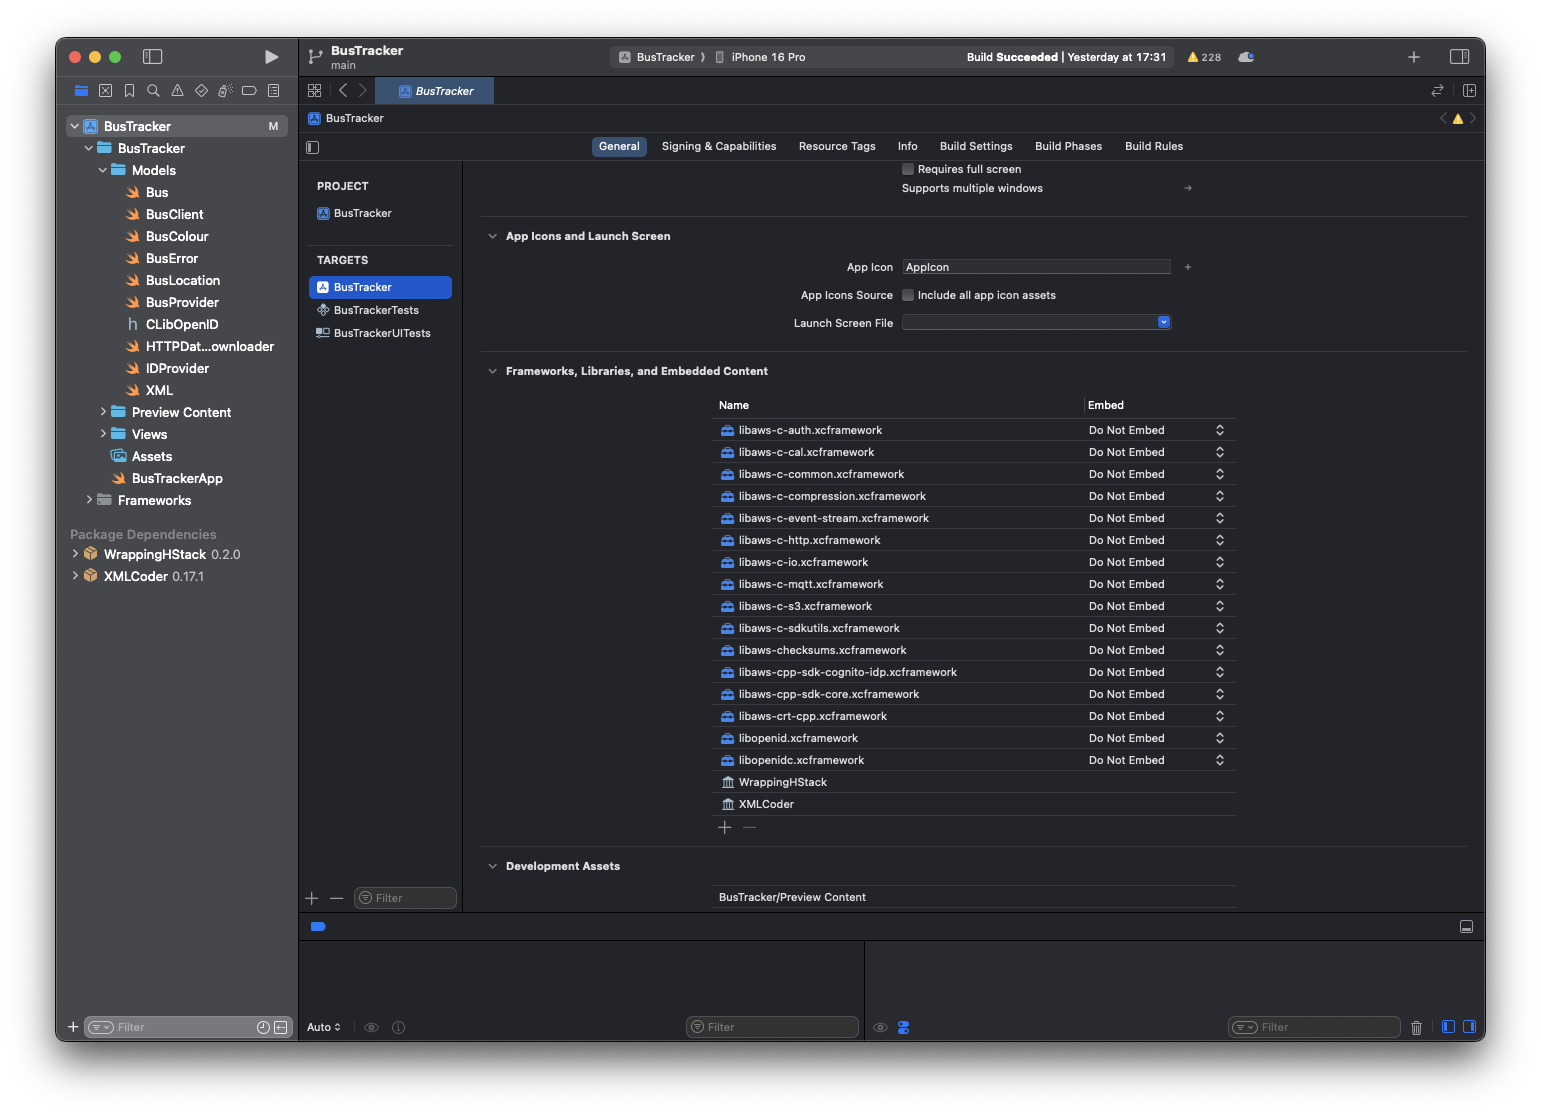 BusTracker
main
BusTracker
iPhone 16 Pro
Build Succeeded | Yesterday at 17:31
228
BusTracker
BusTracker
M
BusTracker
Models
Bus
BusClient
BusColour
BusError
BusLocation
BusProvider
h CLibOpenID
HTTPDat...ownloader
IDProvider
XML
Preview Content
Views
Assets
BusTrackerApp
Frameworks
Package Dependencies
WrappingHStack 0.2.0
XMLCoder 0.17.1
Filter
BusTracker
General
Signing & Capabilities
Resource Tags
Info
Build Settings
Build Phases
Build Rules
PROJECT
BusTracker
TARGETS
BusTracker
BusTrackerTests
BusTrackerUITests
Filter
Requires full screen
Supports multiple windows
App Icons and Launch Screen
App Icon AppIcon
App Icons Source Include all app icon assets
Launch Screen File
Frameworks, Libraries, and Embedded Content
Name Embed
libaws-c-auth.xcframework Do Not Embed
libaws-c-cal.xcframework Do Not Embed
libaws-c-common.xcframework Do Not Embed
libaws-c-compression.xcframework Do Not Embed
libaws-c-event-stream.xcframework Do Not Embed
libaws-c-http.xcframework Do Not Embed
libaws-c-io.xcframework Do Not Embed
libaws-c-mqtt.xcframework Do Not Embed
libaws-c-s3.xcframework Do Not Embed
libaws-c-sdkutils.xcframework Do Not Embed
libaws-checksums.xcframework Do Not Embed
libaws-cpp-sdk-cognito-idp.xcframework Do Not Embed
libaws-cpp-sdk-core.xcframework Do Not Embed
libaws-crt-cpp.xcframework Do Not Embed
libopenid.xcframework Do Not Embed
libopenidc.xcframework Do Not Embed
WrappingHStack
XMLCoder
Development Assets
BusTracker/Preview Content
Auto
Filter
Filter